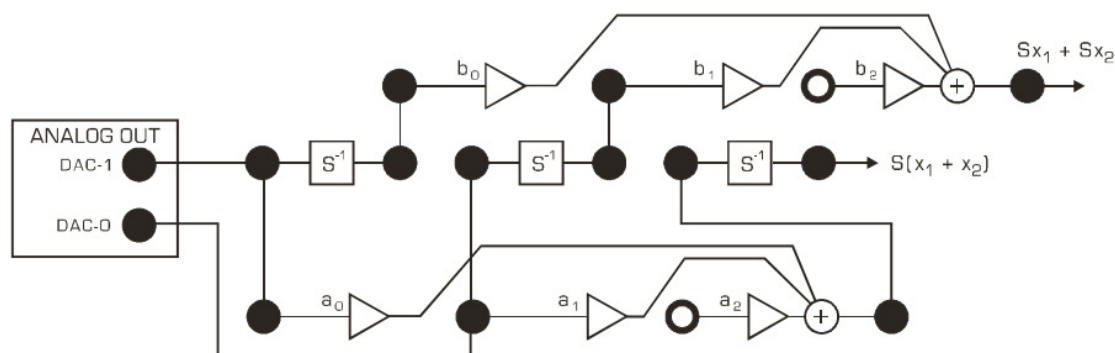 b₀
b₁
b₂
Sx₁ + Sx₂
ANALOG OUT
DAC-1
S⁻¹
S⁻¹
S⁻¹
S(x₁ + x₂)
DAC-0
a₀
a₁
a₂
+
+